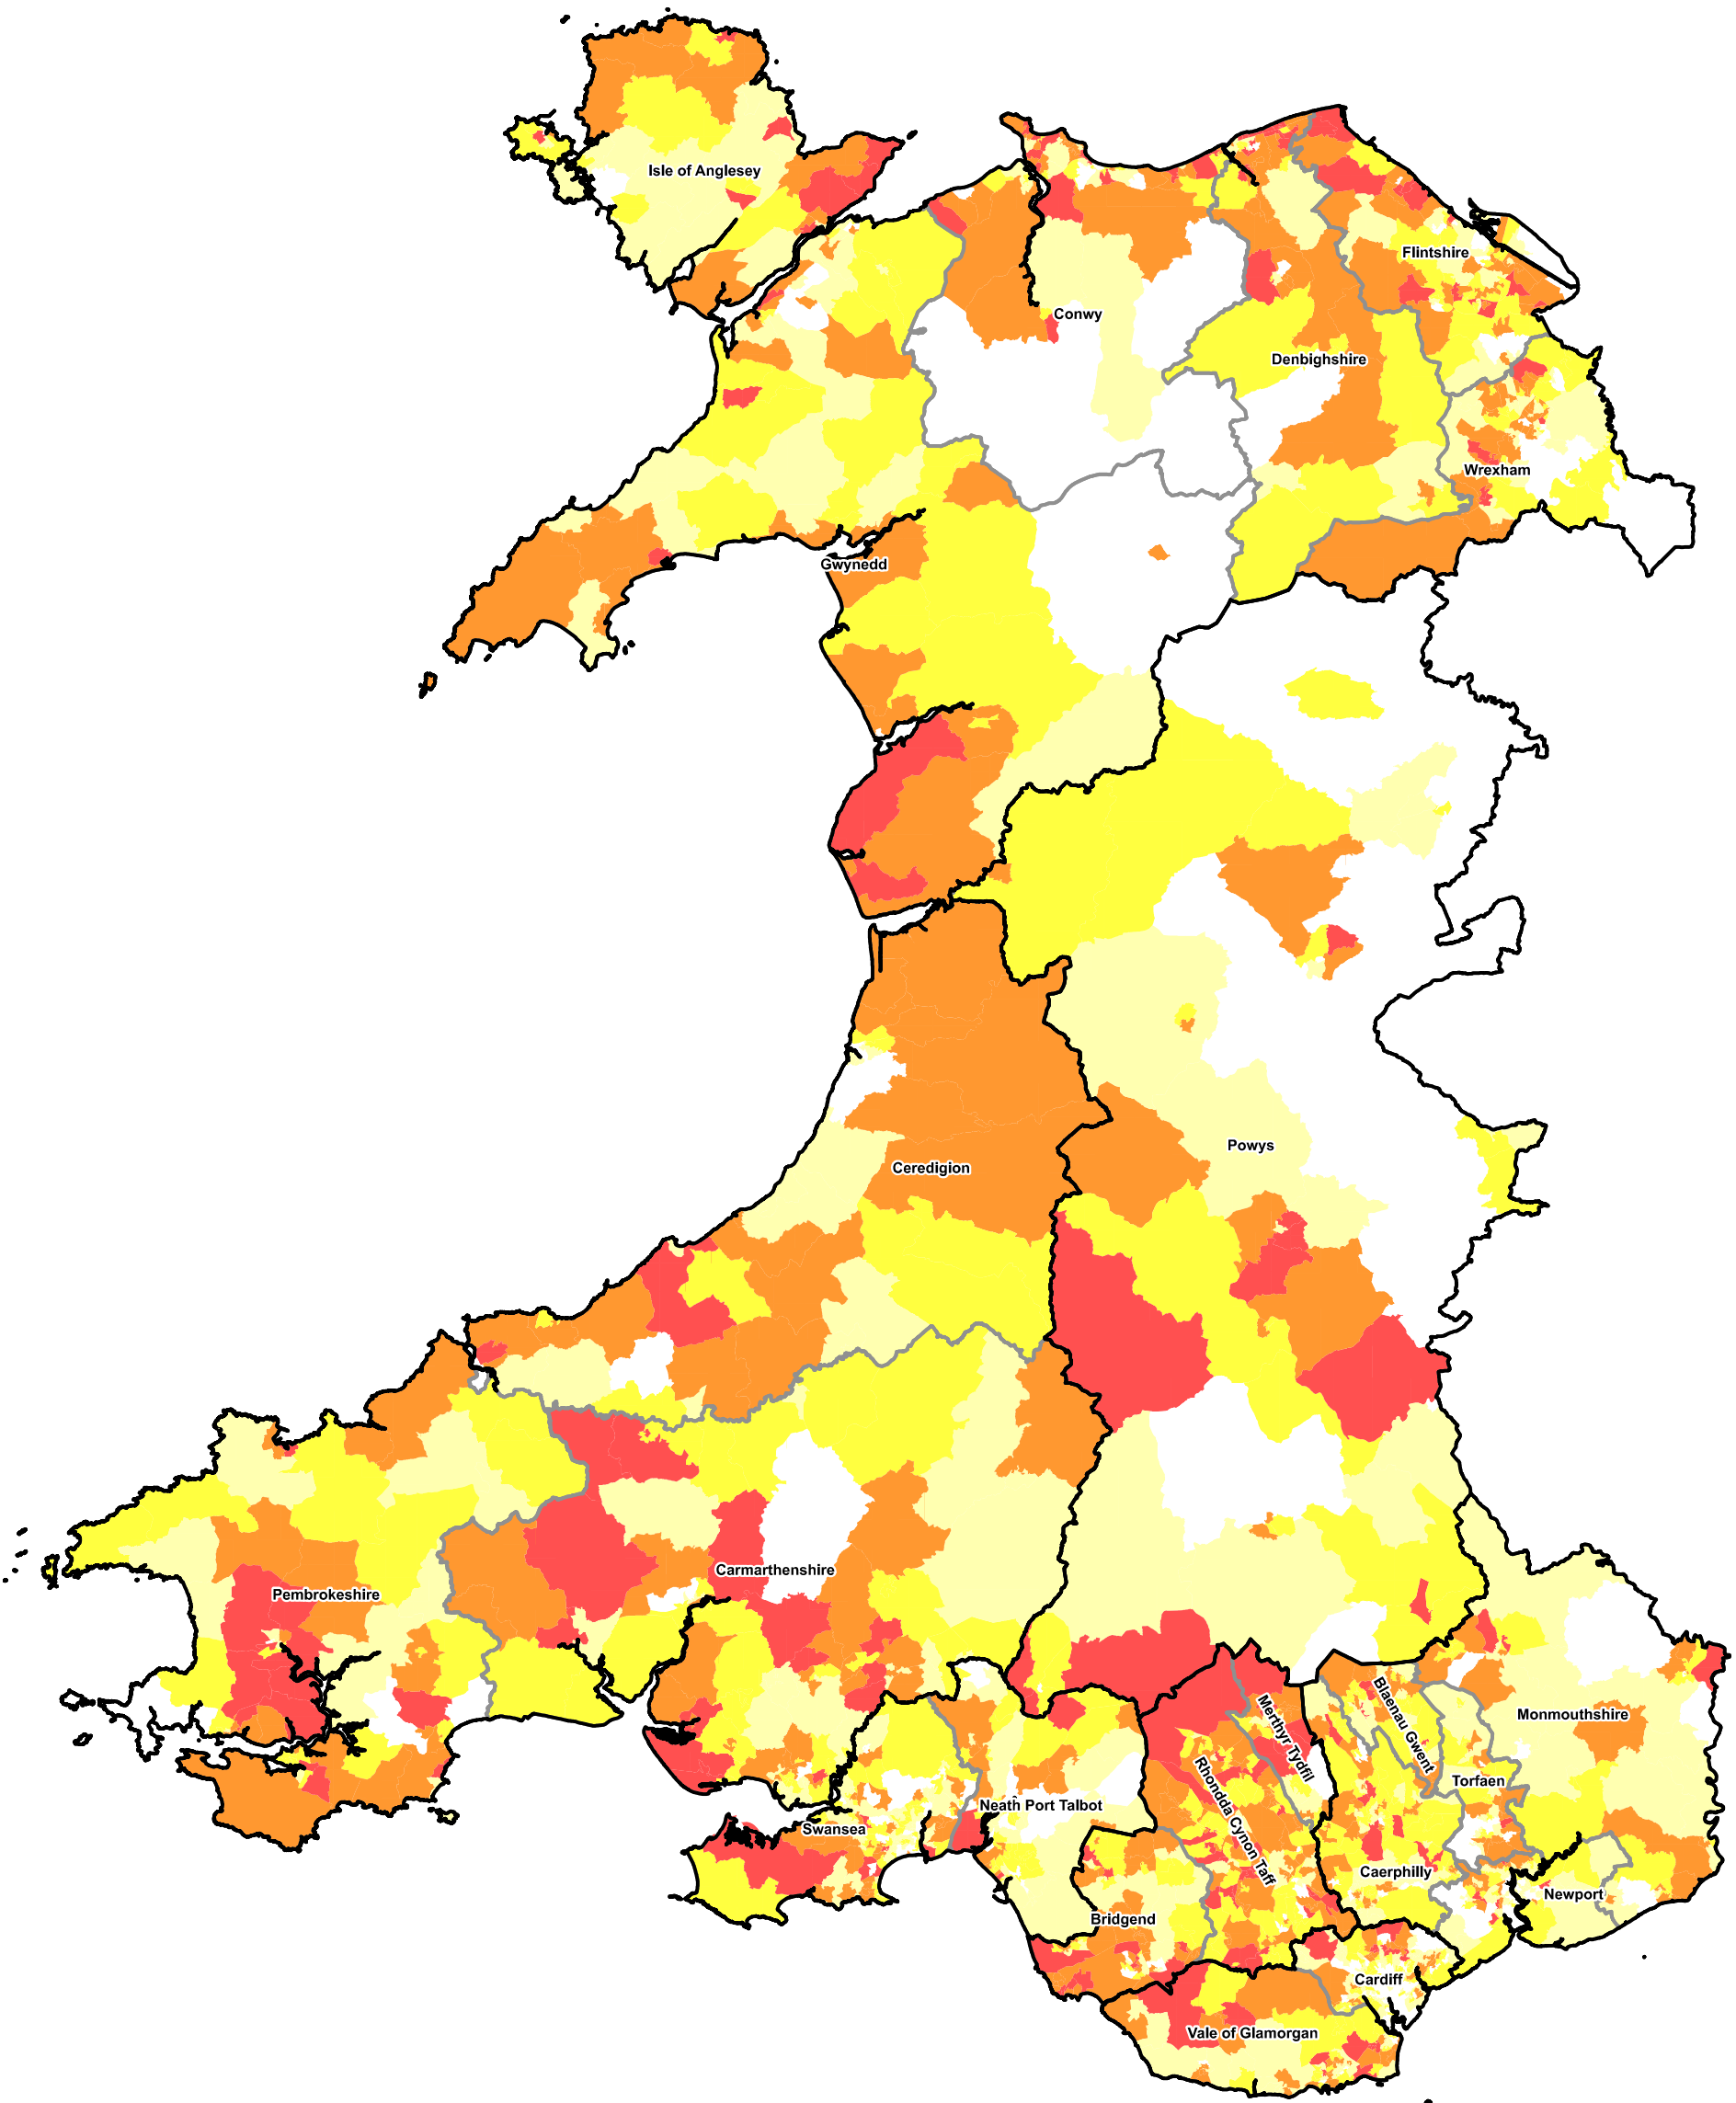 Isle of Anglesey
Flintshire
Conwy
Denbighshire
Wrexham
Gwynedd
Powys
Ceredigion
Carmarthenshire
Pembrokeshire
Merthyr Tydfil
Blaenau Gwent
Monmouthshire
Rhondda Cynon Taff
Torfaen
Neath Port Talbot
Swansea
Caerphilly
Newport
Bridgend
Cardiff
Vale of Glamorgan